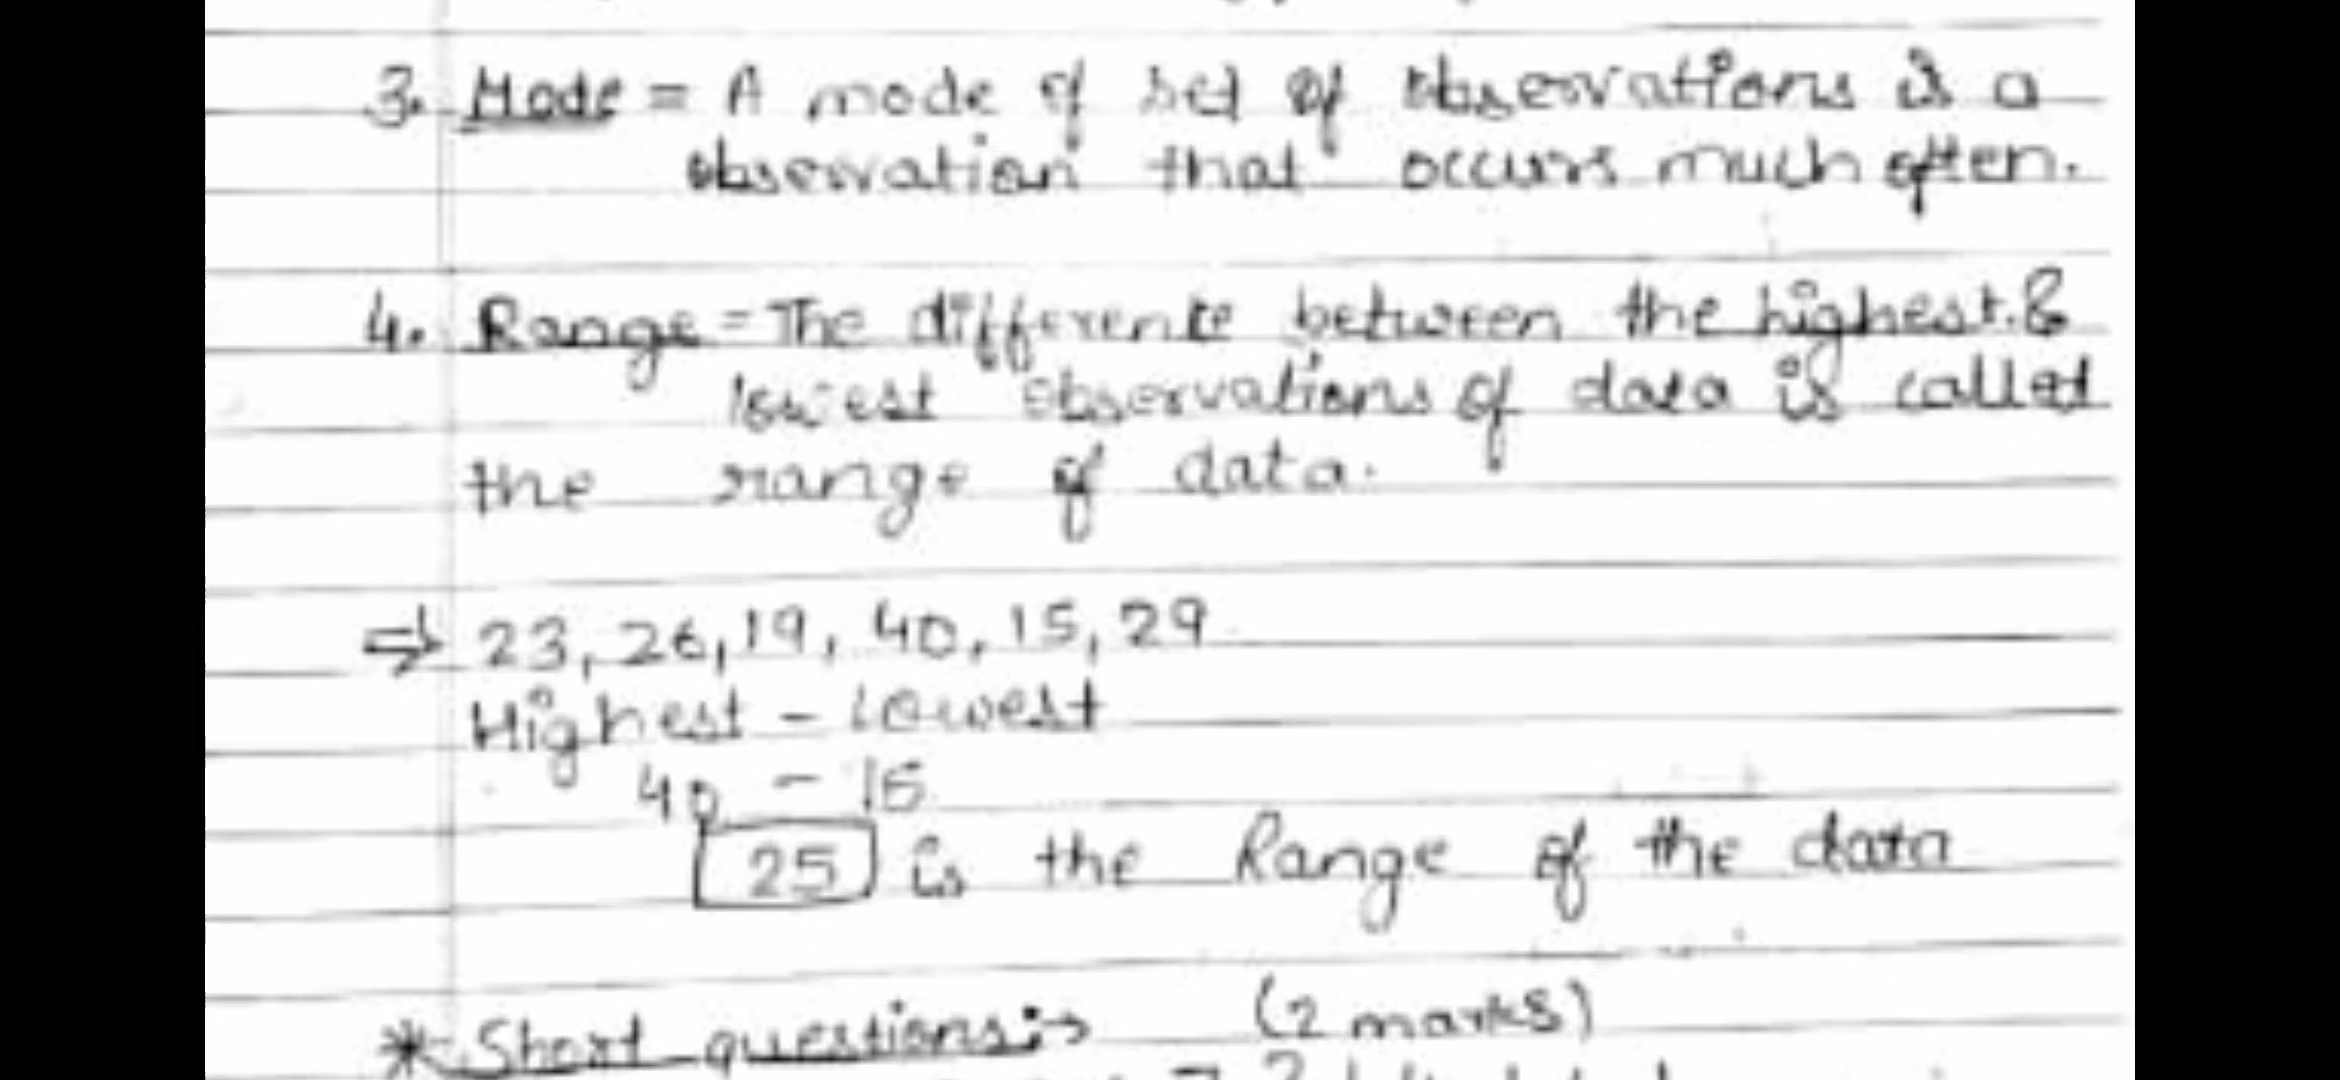 3. Mode = A mode of set of observations is a
observation that occurs much often.
4. Range = The difference between the highest &
lowest observations of data is called
the range of data.
⇒ 23, 26, 19, 40, 15, 29
Highest - lowest
40 - 15
25 is the Range of the data
* Short questions :→ (2 marks)